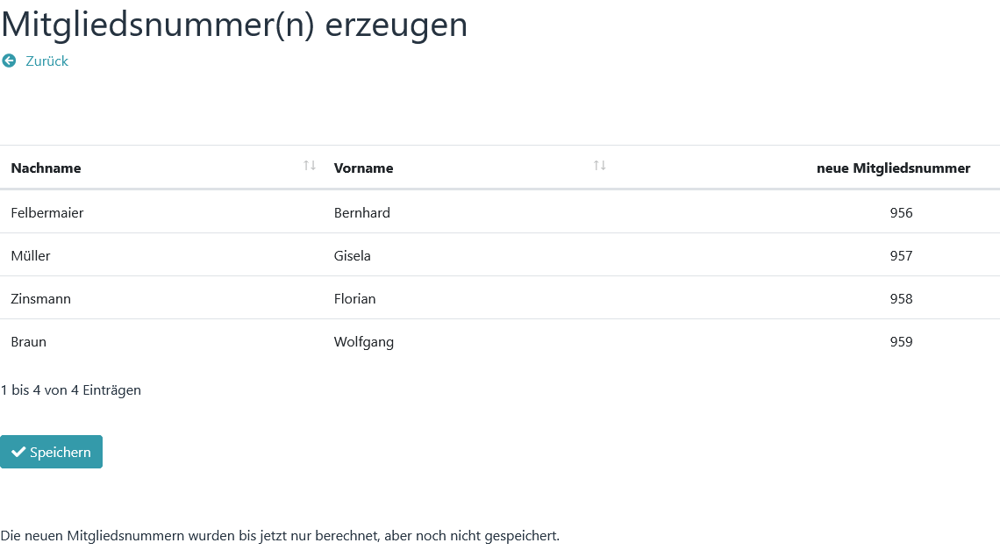 Mitgliedsnummer(n) erzeugen
Zurück
Nachname Vorname neue Mitgliedsnummer
Felbermaier Bernhard 956
Müller Gisela 957
Zinsmann Florian 958
Braun Wolfgang 959
1 bis 4 von 4 Einträgen
Speichern
Die neuen Mitgliedsnummern wurden bis jetzt nur berechnet, aber noch nicht gespeichert.